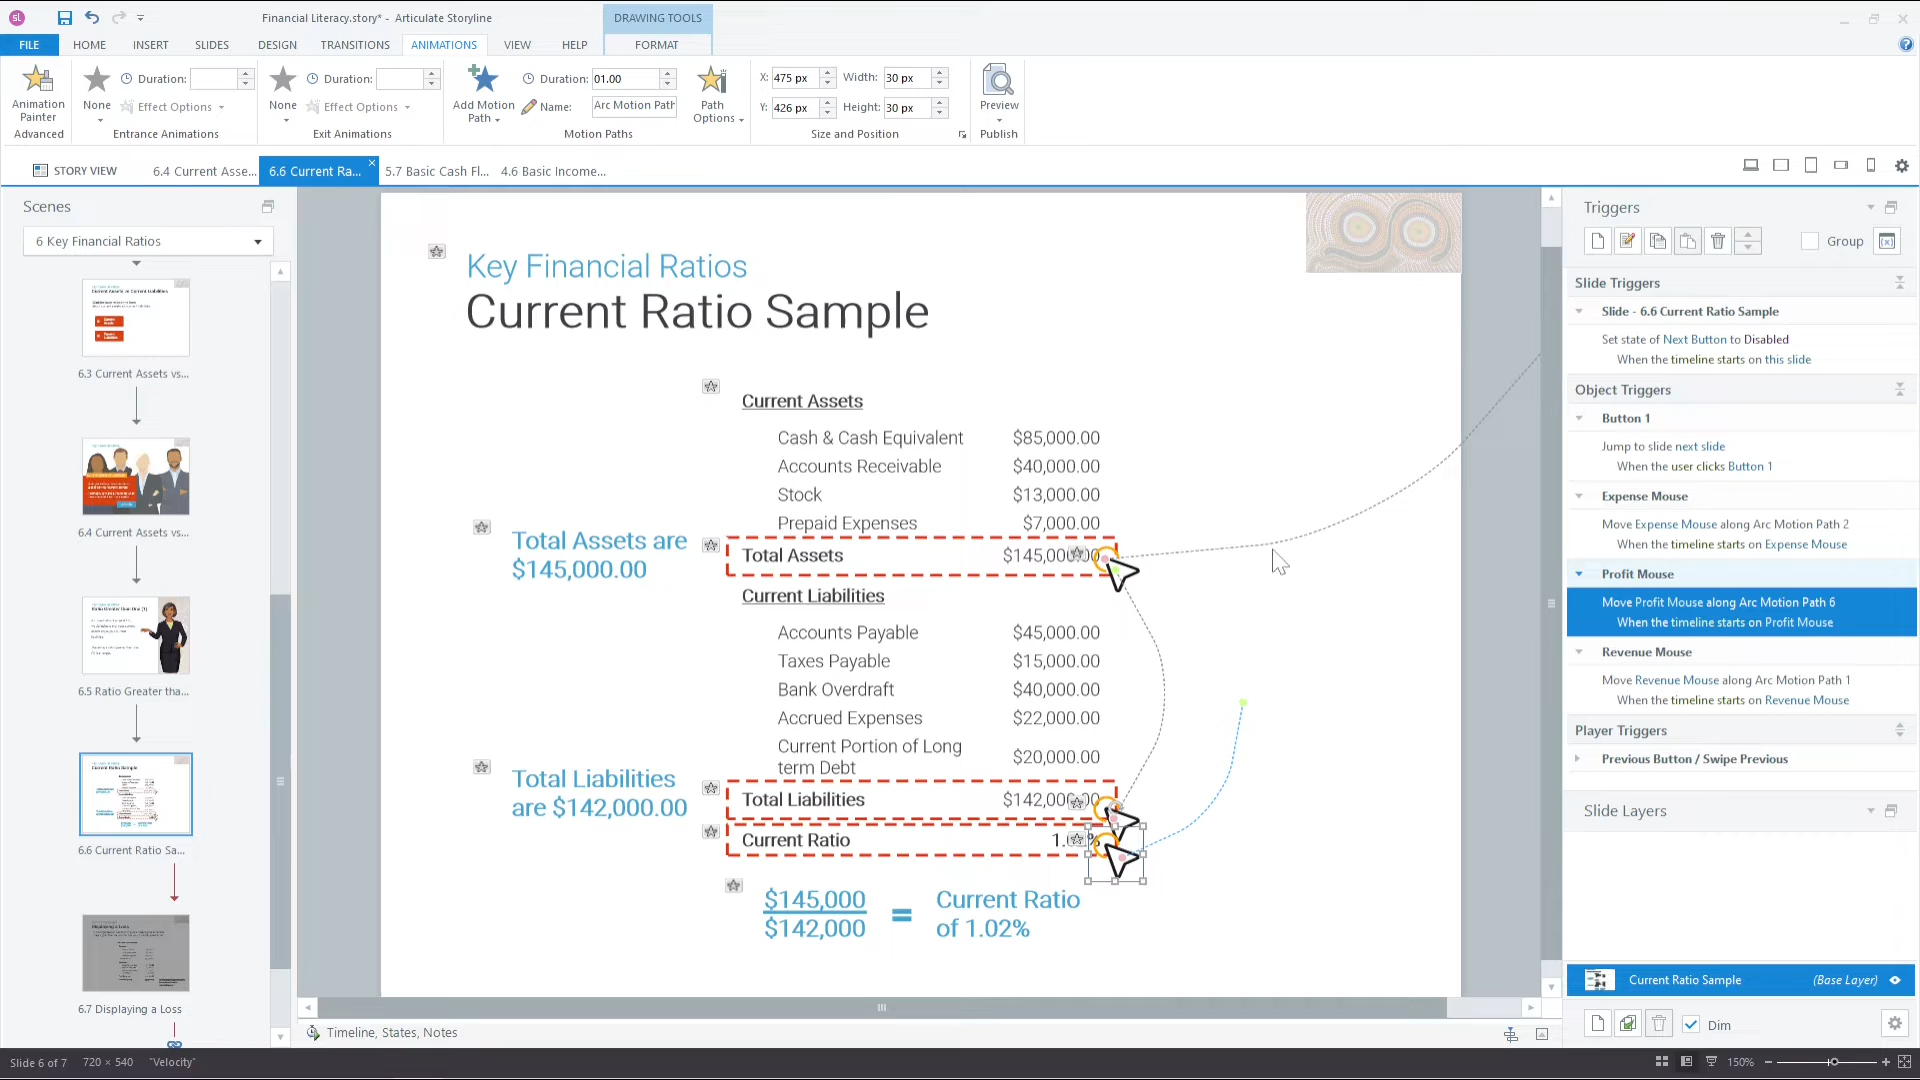 Financial Literacy.story* - Articulate Storyline
DRAWING TOOLS
FILE HOME INSERT SLIDES DESIGN TRANSITIONS ANIMATIONS VIEW HELP FORMAT
Animation Painter
None
Duration:
Effect Options
None
Duration:
Effect Options
Add Motion Path
Duration: 01.00
Name: Arc Motion Path
Path Options
X: 475 px
Width: 30 px
Y: 426 px
Height: 30 px
Preview
Advanced
Entrance Animations
Exit Animations
Motion Paths
Size and Position
Publish
STORY VIEW
6.4 Current Asse...
6.6 Current Ra...
5.7 Basic Cash Fl...
4.6 Basic Income...
Scenes
6 Key Financial Ratios
6.3 Current Assets vs...
6.4 Current Assets vs...
6.5 Ratio Greater tha...
6.6 Current Ratio Sa...
6.7 Displaying a Loss
Key Financial Ratios
Current Ratio Sample
Current Assets
Cash & Cash Equivalent $85,000.00
Accounts Receivable $40,000.00
Stock $13,000.00
Prepaid Expenses $7,000.00
Total Assets are
$145,000.00
Total Assets
Current Liabilities
Accounts Payable $45,000.00
Taxes Payable $15,000.00
Bank Overdraft $40,000.00
Accrued Expenses $22,000.00
Current Portion of Long
term Debt $20,000.00
Total Liabilities
are $142,000.00
Total Liabilities
Current Ratio
$145,000
$142,000
=
Current Ratio
of 1.02%
Triggers
Group
Slide Triggers
Slide - 6.6 Current Ratio Sample
Set state of Next Button to Disabled
When the timeline starts on this slide
Object Triggers
Button 1
Jump to slide next slide
When the user clicks Button 1
Expense Mouse
Move Expense Mouse along Arc Motion Path 2
When the timeline starts on Expense Mouse
Profit Mouse
Move Profit Mouse along Arc Motion Path 6
When the timeline starts on Profit Mouse
Revenue Mouse
Move Revenue Mouse along Arc Motion Path 1
When the timeline starts on Revenue Mouse
Player Triggers
Previous Button / Swipe Previous
Slide Layers
Current Ratio Sample (Base Layer)
Dim
Timeline, States, Notes
Slide 6 of 7 720 × 540 "Velocity"
150%